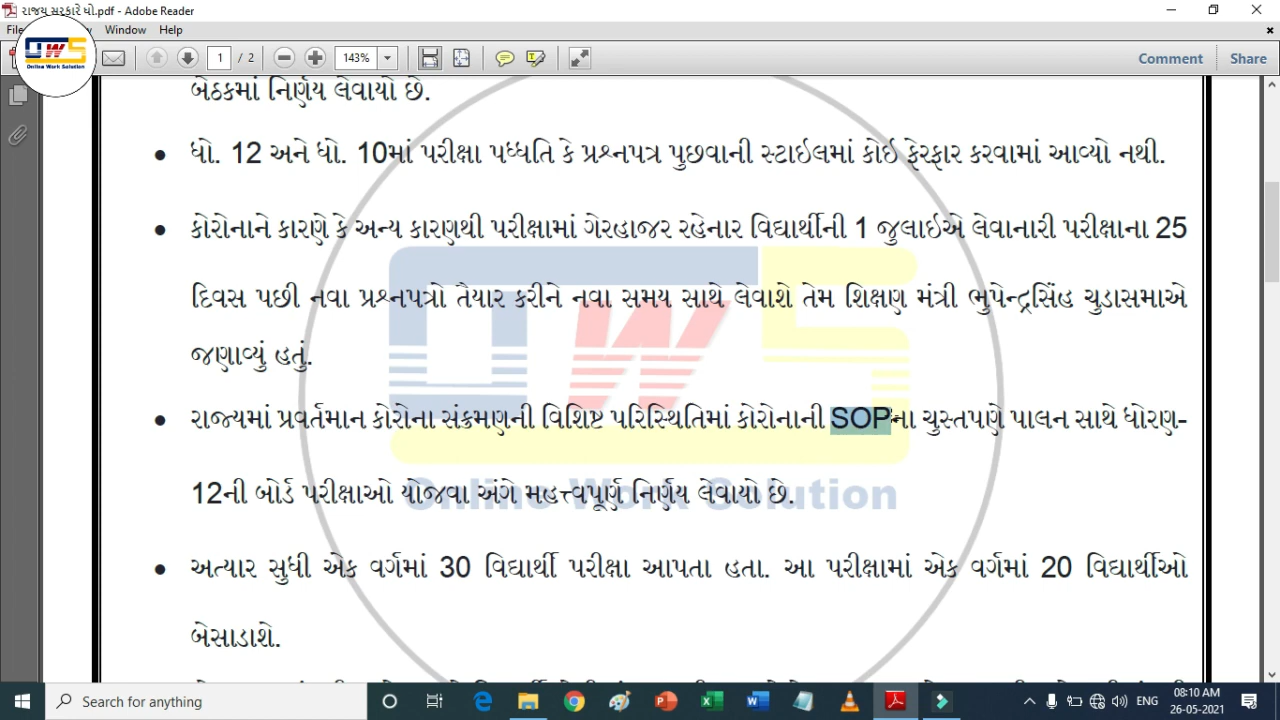 રાજય સરકારે ધો.pdf - Adobe Reader
Window Help
OWS
Online Work Solution
1 / 2 143% Comment Share
બેઠકમાં નિર્ણય લેવાયો છે.
• ધો. 12 અને ધો. 10માં પરીક્ષા પધ્ધતિ કે પ્રશ્નપત્ર પુછવાની સ્ટાઇલમાં કોઇ ફેરફાર કરવામાં આવ્યો નથી.
• કોરોનાને કારણે કે અન્ય કારણથી પરીક્ષામાં ગેરહાજર રહેનાર વિદ્યાર્થીની 1 જુલાઇએ લેવાનારી પરીક્ષાના 25
દિવસ પછી નવા પ્રશ્નપત્રો તૈયાર કરીને નવા સમય સાથે લેવાશે તેમ શિક્ષણ મંત્રી ભુપેન્દ્રસિંહ ચુડાસમાએ
જણાવ્યું હતું.
• રાજ્યમાં પ્રવર્તમાન કોરોના સંક્રમણની વિશિષ્ટ પરિસ્થિતિમાં કોરોનાની SOPના ચુસ્તપણે પાલન સાથે ધોરણ-
12ની બોર્ડ પરીક્ષાઓ યોજવા અંગે મહત્ત્વપૂર્ણ નિર્ણય લેવાયો છે.
OWS
Online Work Solution
• અત્યાર સુધી એક વર્ગમાં 30 વિદ્યાર્થી પરીક્ષા આપતા હતા. આ પરીક્ષામાં એક વર્ગમાં 20 વિદ્યાર્થીઓ
બેસાડાશે.
Search for anything
ENG
08:10 AM
26-05-2021